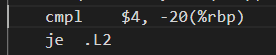 cmpl $4, -20(%rbp)
je .L2